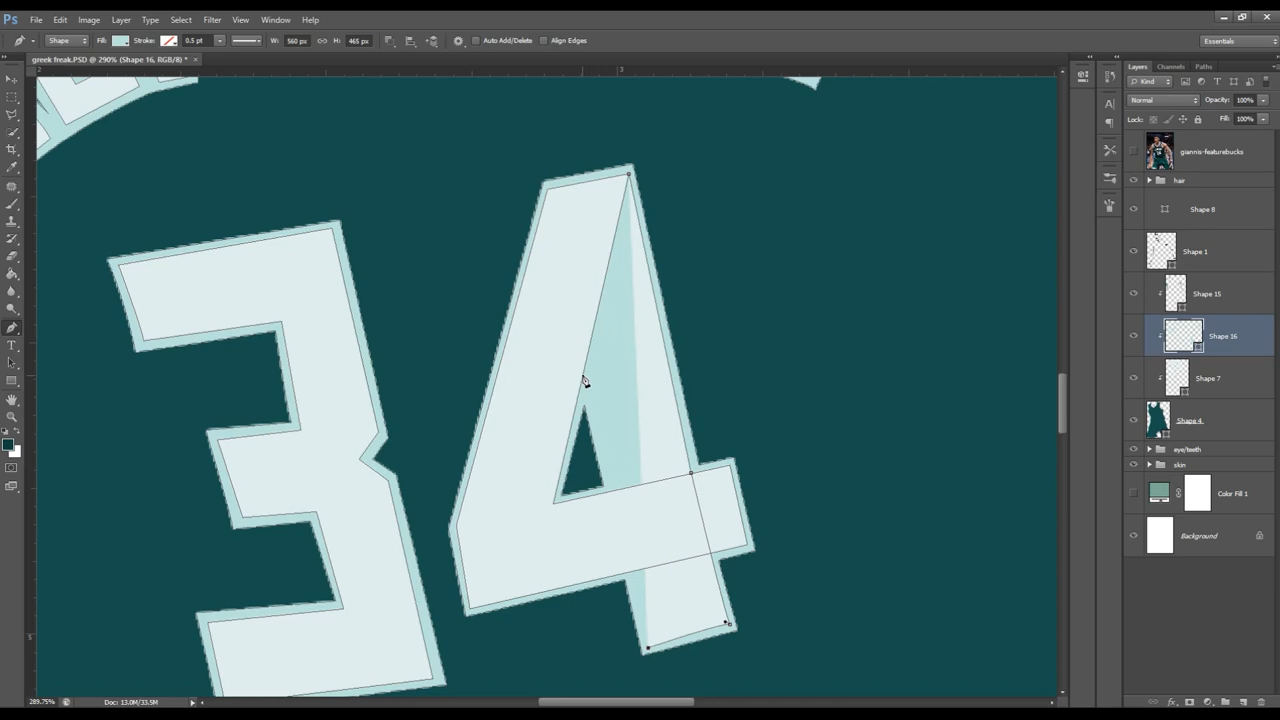 Ps File Edit Image Layer Type Select Filter View Window Help
Shape Fill: Stroke: 0.5 pt W: 560 px H: 465 px Auto Add/Delete Align Edges Essentials
greek freak.PSD @ 290% (Shape 16, RGB/8) * ×
2 3
5
34
Layers Channels Paths
Kind
Normal Opacity: 100%
Lock: Fill: 100%
giannis-featurebucks
hair
Shape 8
Shape 1
Shape 15
Shape 16
Shape 7
Shape 4
eye/teeth
skin
Color Fill 1
Background
289.75% Doc: 13.0M/33.5M